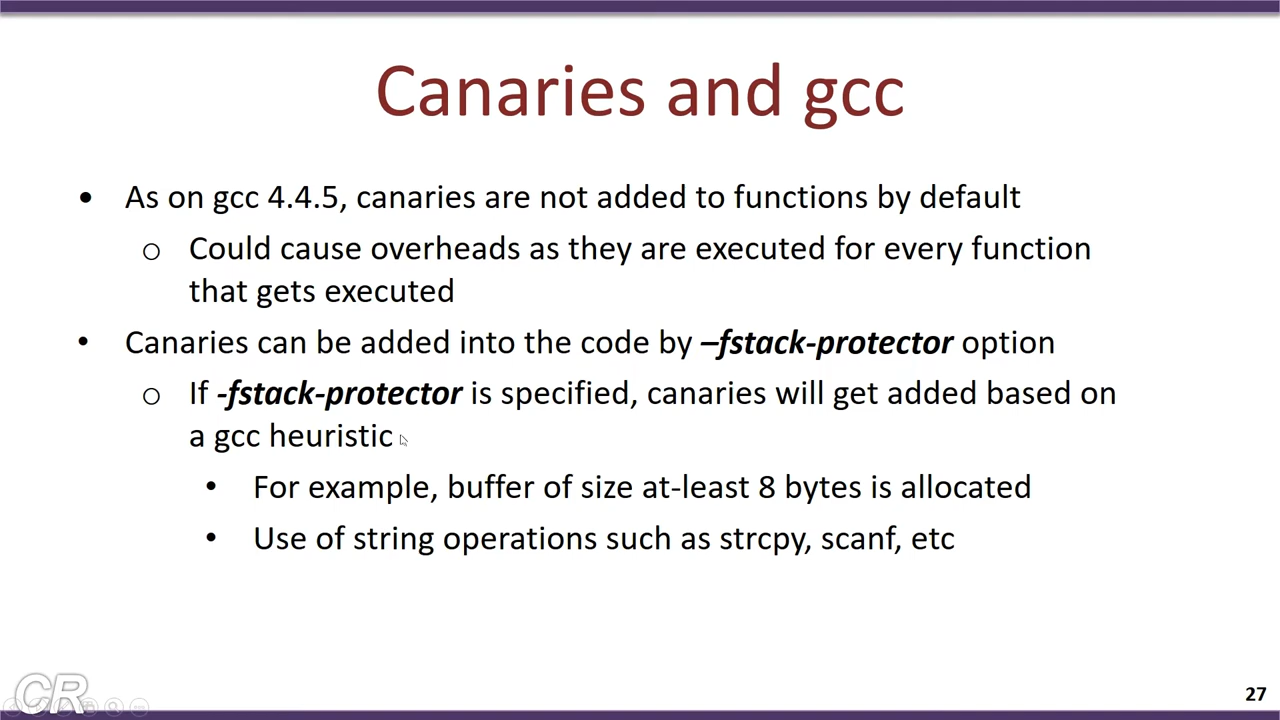 Canaries and gcc
• As on gcc 4.4.5, canaries are not added to functions by default
o Could cause overheads as they are executed for every function
that gets executed
• Canaries can be added into the code by –fstack-protector option
o If -fstack-protector is specified, canaries will get added based on
a gcc heuristic
• For example, buffer of size at-least 8 bytes is allocated
• Use of string operations such as strcpy, scanf, etc
CR
27